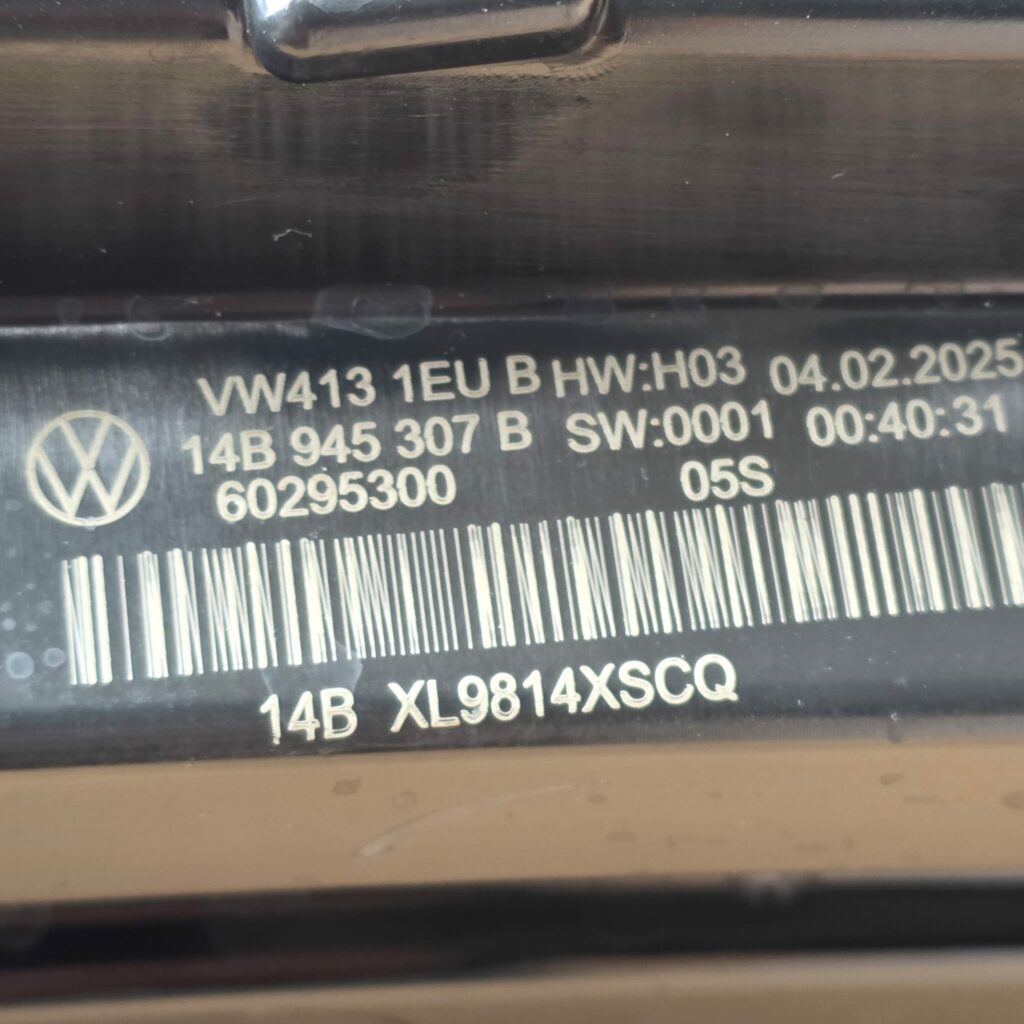 VW413 1EU B HW:H03 04.02.2025
14B 945 307 B SW:0001 00:40:31
60295300 05S
14B XL9814XSCQ